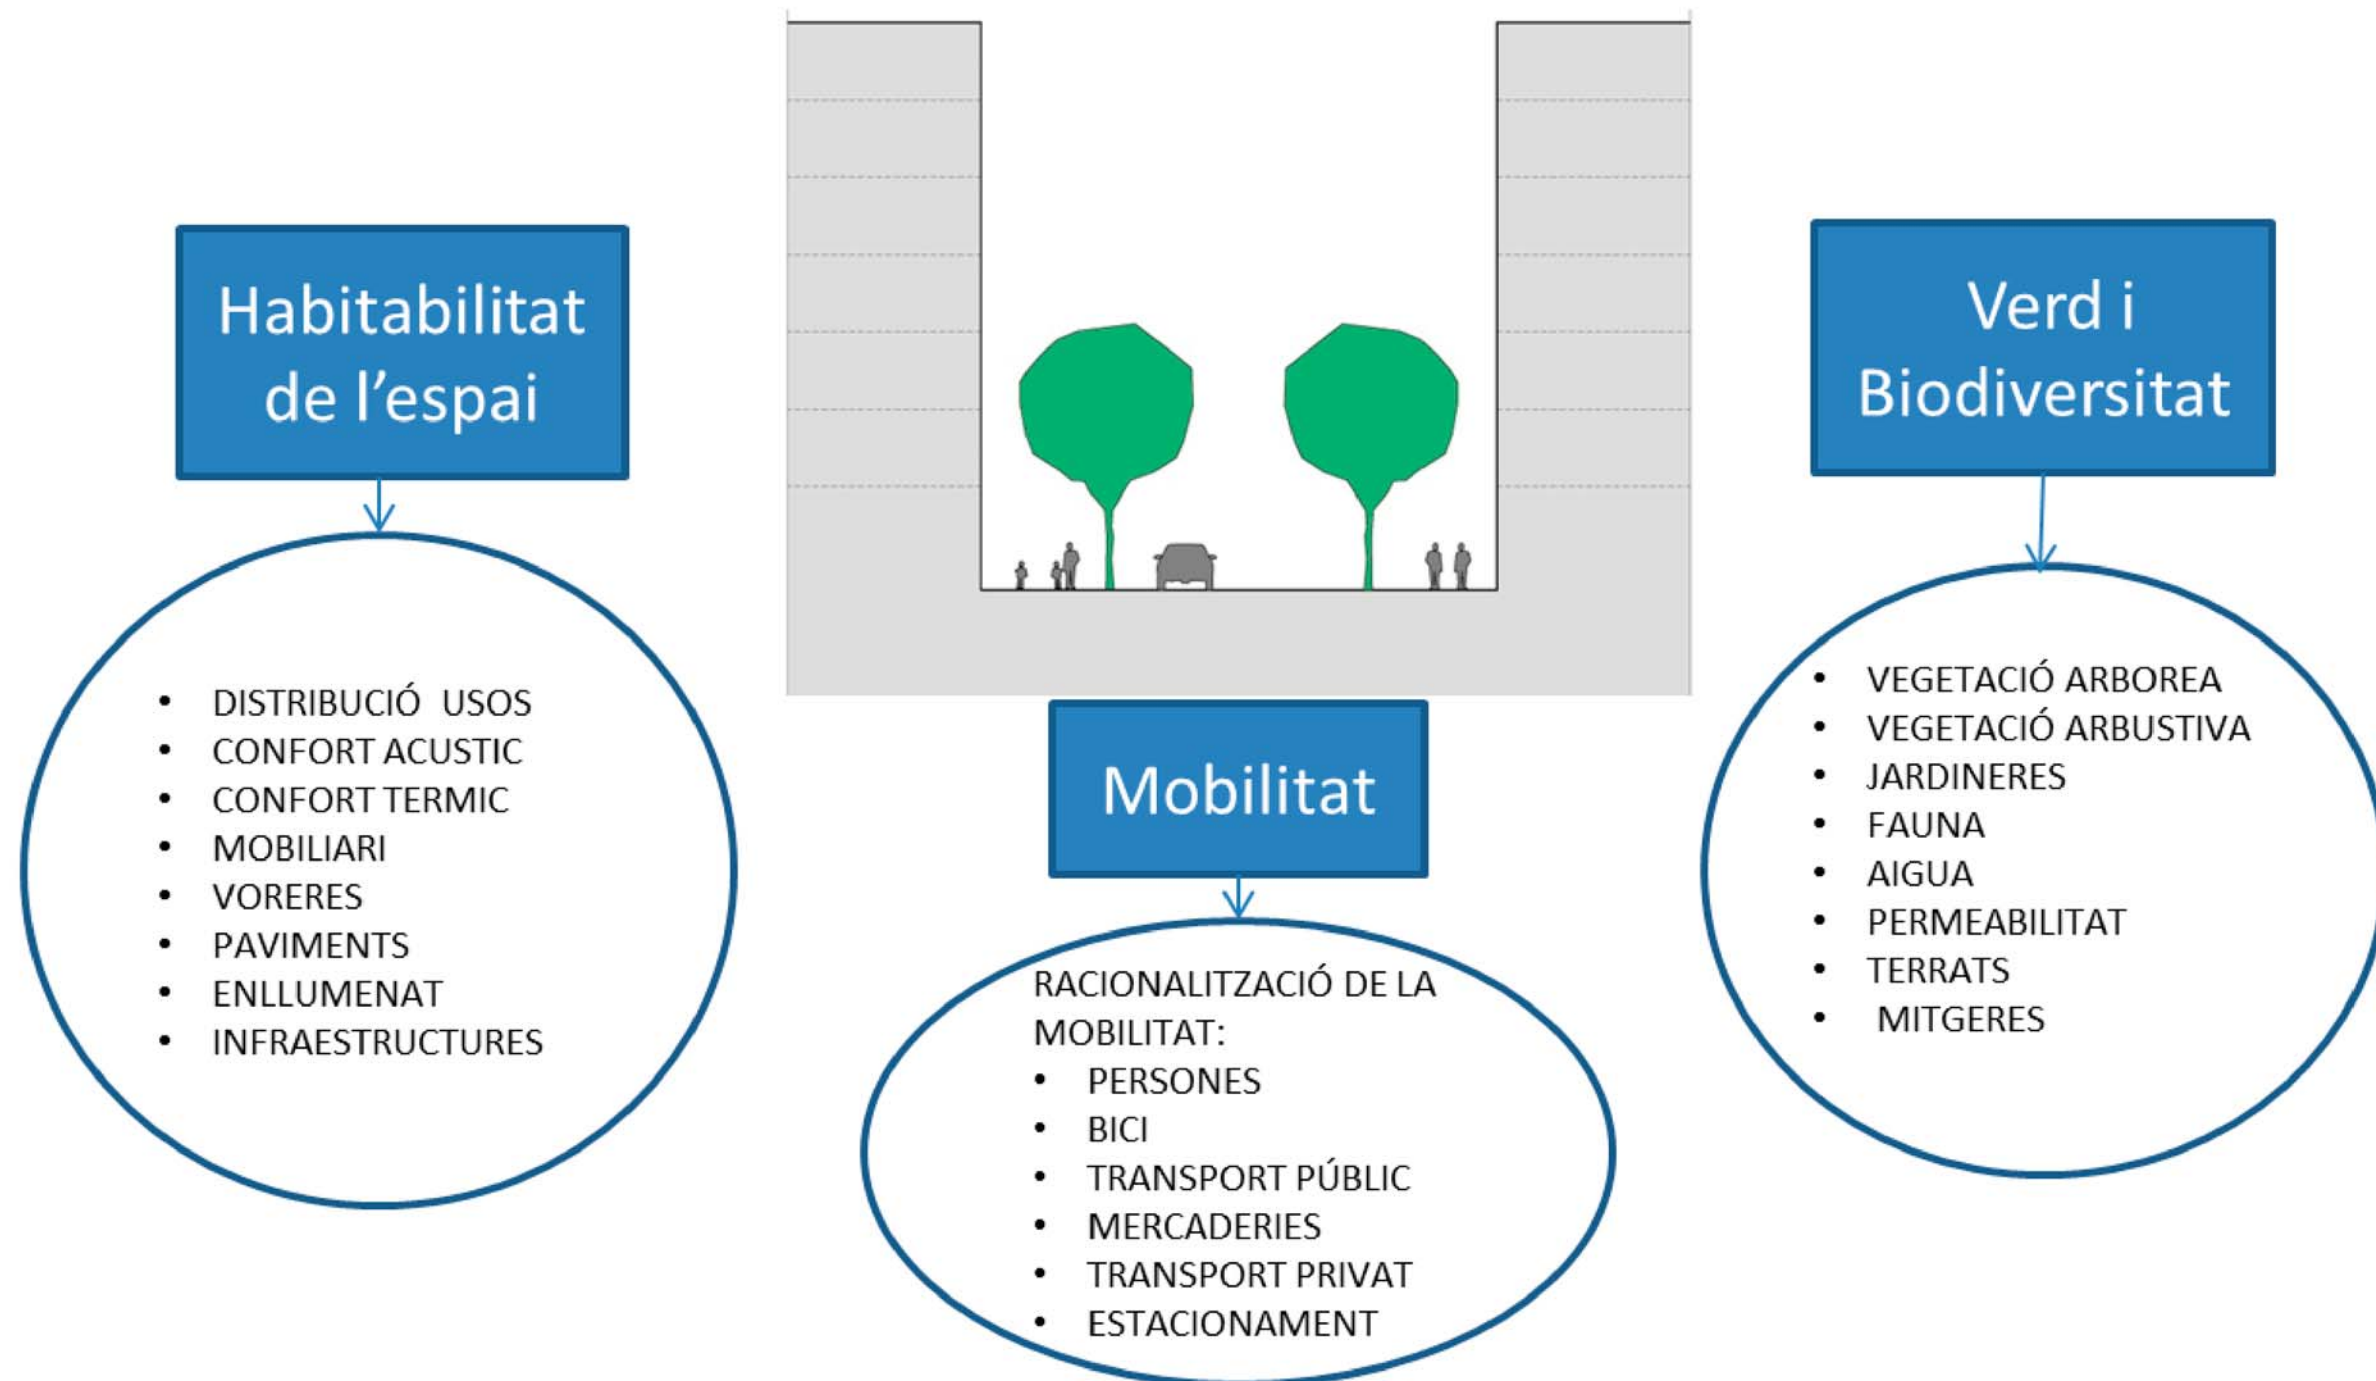 Habitabilitat
de l’espai
• DISTRIBUCIÓ USOS
• CONFORT ACUSTIC
• CONFORT TERMIC
• MOBILIARI
• VORERES
• PAVIMENTS
• ENLLUMENAT
• INFRAESTRUCTURES
Mobilitat
RACIONALITZACIÓ DE LA
MOBILITAT:
• PERSONES
• BICI
• TRANSPORT PÚBLIC
• MERCADERIES
• TRANSPORT PRIVAT
• ESTACIONAMENT
Verd i
Biodiversitat
• VEGETACIÓ ARBOREA
• VEGETACIÓ ARBUSTIVA
• JARDINERES
• FAUNA
• AIGUA
• PERMEABILITAT
• TERRATS
• MITGERES